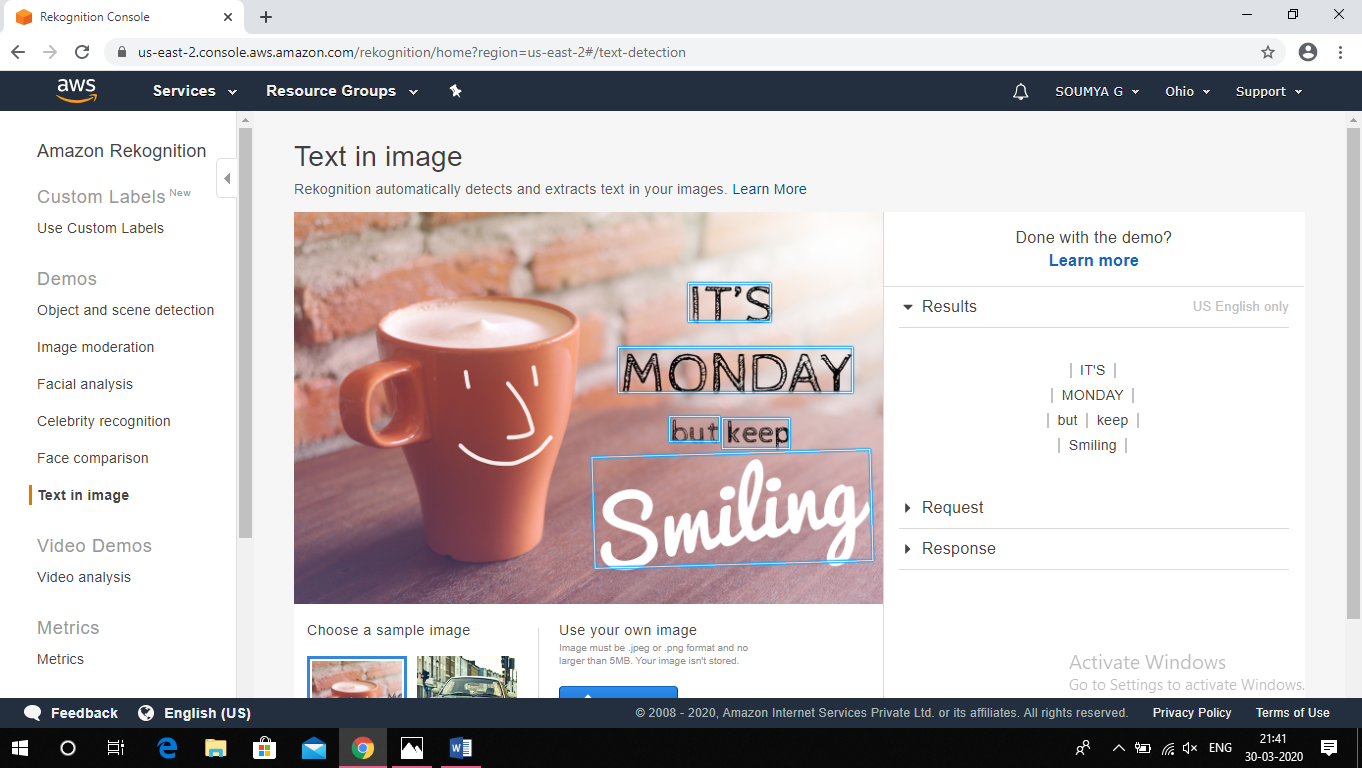 Rekognition Console
us-east-2.console.aws.amazon.com/rekognition/home?region=us-east-2#/text-detection
aws
Services
Resource Groups
SOUMYA G
Ohio
Support
Amazon Rekognition
Custom Labels New
Use Custom Labels
Demos
Object and scene detection
Image moderation
Facial analysis
Celebrity recognition
Face comparison
Text in image
Video Demos
Video analysis
Metrics
Metrics
Text in image
Rekognition automatically detects and extracts text in your images. Learn More
IT'S
MONDAY
but keep
Smiling
Done with the demo?
Learn more
Results
US English only
| IT'S |
| MONDAY |
| but | keep |
| Smiling |
Request
Response
Choose a sample image
Use your own image
Image must be .jpeg or .png format and no
larger than 5MB. Your image isn't stored.
Activate Windows
Go to Settings to activate Windows.
Feedback
English (US)
© 2008 - 2020, Amazon Internet Services Private Ltd. or its affiliates. All rights reserved.
Privacy Policy
Terms of Use
ENG
21:41
30-03-2020